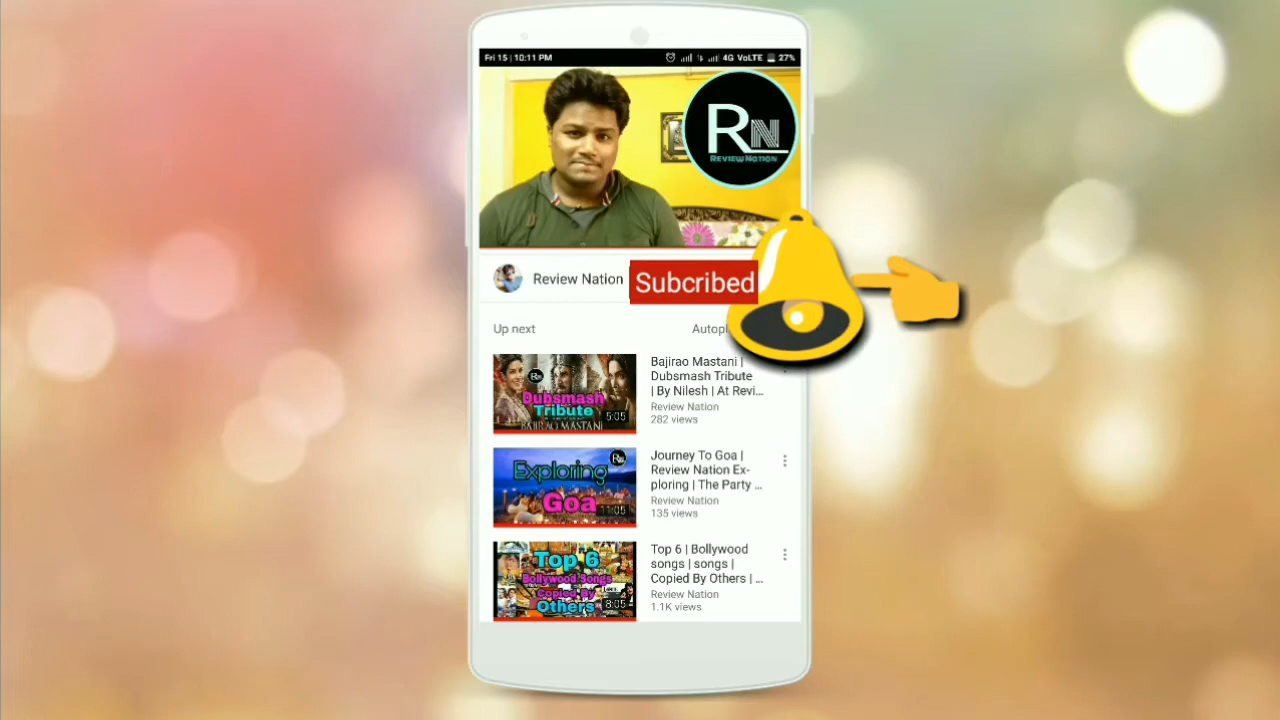 Fri 15 | 10:11 PM
4G VoLTE 27%
RN
REVIEW NATION
Review Nation
Subcribed
Up next
Bajirao Mastani |
Dubsmash Tribute
| By Nilesh | At Revi...
Review Nation
282 views
RN
Dubsmash
Tribute
5:05
BAJIRAO MASTANI
Journey To Goa |
Review Nation Ex-
ploring | The Party ...
Review Nation
135 views
RN
Exploring
Goa
11:05
Top 6 | Bollywood
songs | songs |
Copied By Others | ...
Review Nation
1.1K views
Top 6
Bollywood Songs
Copied by
Others
8:05